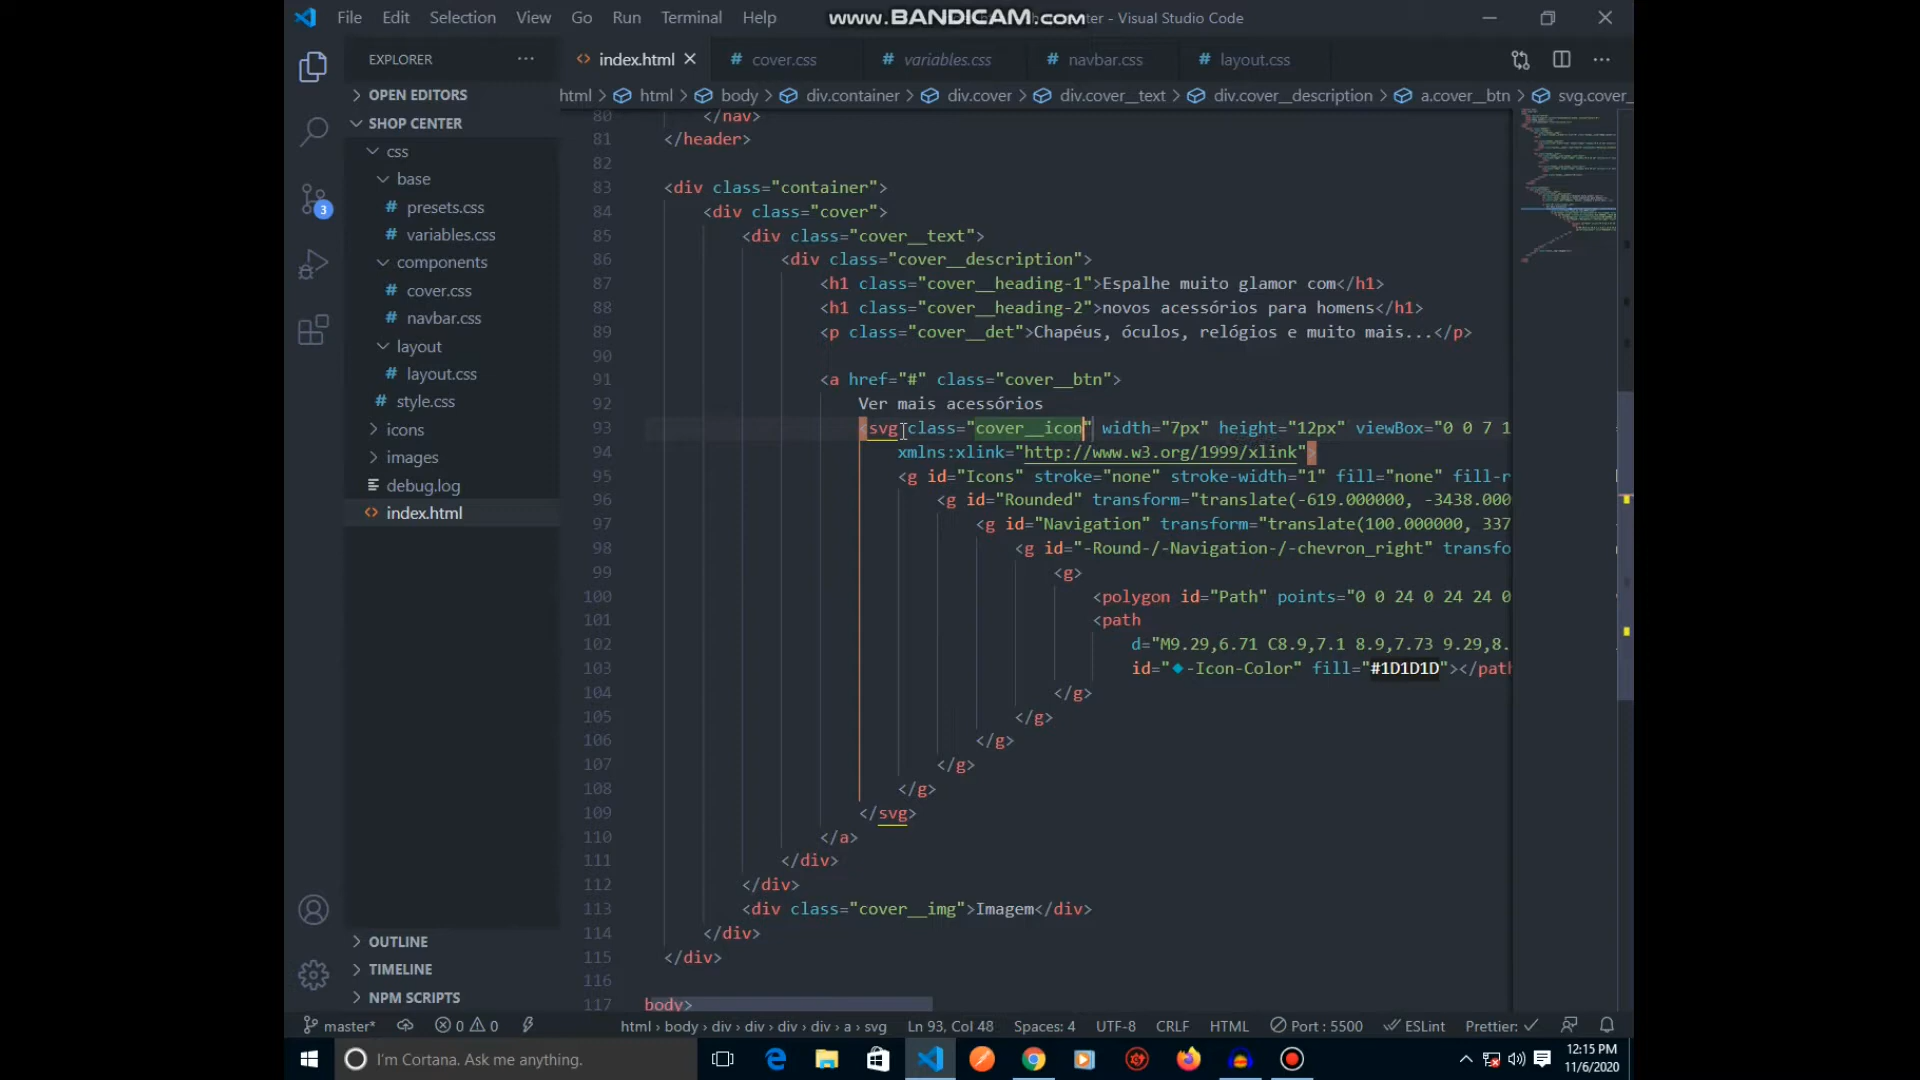 File Edit Selection View Go Run Terminal Help
www.BANDICAM.com
ter - Visual Studio Code
EXPLORER
index.html
# cover.css
# variables.css
# navbar.css
# layout.css
OPEN EDITORS
html > html > body > div.container > div.cover > div.cover__text > div.cover__description > a.cover__btn > svg.cover_
SHOP CENTER
css
base
# presets.css
# variables.css
components
# cover.css
# navbar.css
layout
# layout.css
# style.css
icons
images
debug.log
<> index.html
3
80 </nav>
81 </header>
82
83 <div class="container">
84 <div class="cover">
85 <div class="cover__text">
86 <div class="cover__description">
87 <h1 class="cover__heading-1">Espalhe muito glamor com</h1>
88 <h1 class="cover__heading-2">novos acessórios para homens</h1>
89 <p class="cover__det">Chapéus, óculos, relógios e muito mais...</p>
90
91 <a href="#" class="cover__btn">
92 Ver mais acessórios
93 <svg class="cover__icon" width="7px" height="12px" viewBox="0 0 7 1
94 xmlns:xlink="http://www.w3.org/1999/xlink">
95 <g id="Icons" stroke="none" stroke-width="1" fill="none" fill-r
96 <g id="Rounded" transform="translate(-619.000000, -3438.000
97 <g id="Navigation" transform="translate(100.000000, 337
98 <g id="-Round-/-Navigation-/-chevron_right" transfo
99 <g>
100 <polygon id="Path" points="0 0 24 0 24 24 0
101 <path
102 d="M9.29,6.71 C8.9,7.1 8.9,7.73 9.29,8.
103 id="🔹-Icon-Color" fill="#1D1D1D"></path
104 </g>
105 </g>
106 </g>
107 </g>
108 </g>
109 </svg>
110 </a>
111 </div>
112 </div>
113 <div class="cover__img">Imagem</div>
114 </div>
115 </div>
116
117 body>
OUTLINE
TIMELINE
NPM SCRIPTS
master* 0 0 html › body › div › div › div › div › a › svg Ln 93, Col 48 Spaces: 4 UTF-8 CRLF HTML Port : 5500 ESLint Prettier: ✓
I'm Cortana. Ask me anything.
12:15 PM
11/6/2020